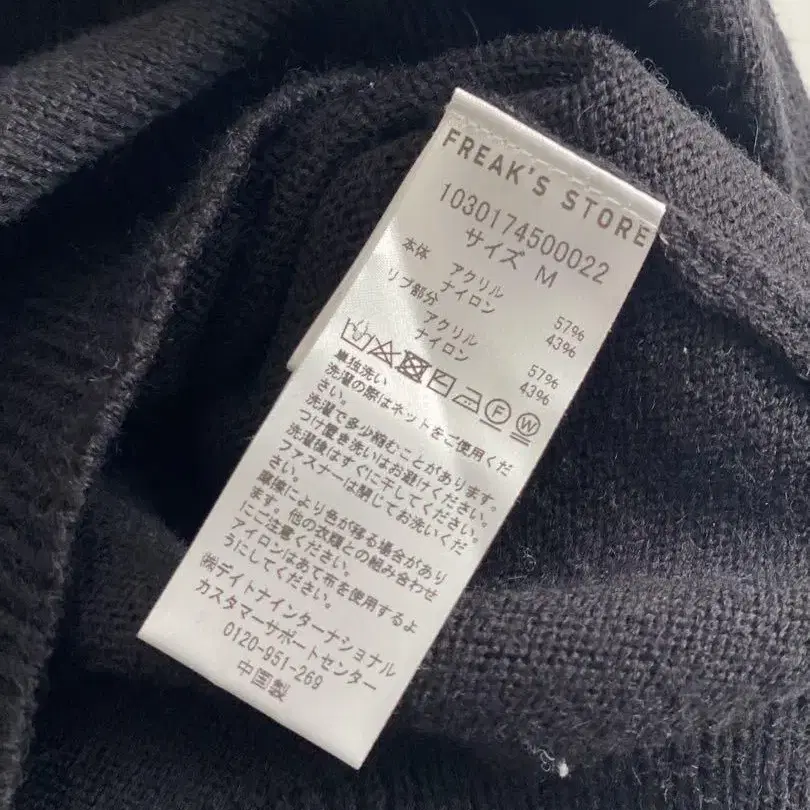 FREAK'S STORE
1030174500022
サイズ M
本体 アクリル 57%
ナイロン 43%
リブ部分 アクリル 57%
ナイロン 43%
F W
単独洗い
洗濯の際はネットをご使用くだ
さい。
洗濯で多少縮むことがあります。
つけ置き洗いはお避けください。
洗濯後はすぐに干してください。
ファスナーは閉じてお洗いくだ
さい。
摩擦により色が移る場合があり
ます。他の衣類との組み合わせ
にご注意ください。
アイロンはあて布を使用するよ
うにしてください。
㈱デイトナインターナショナル
カスタマーサポートセンター
0120-951-269
中国製